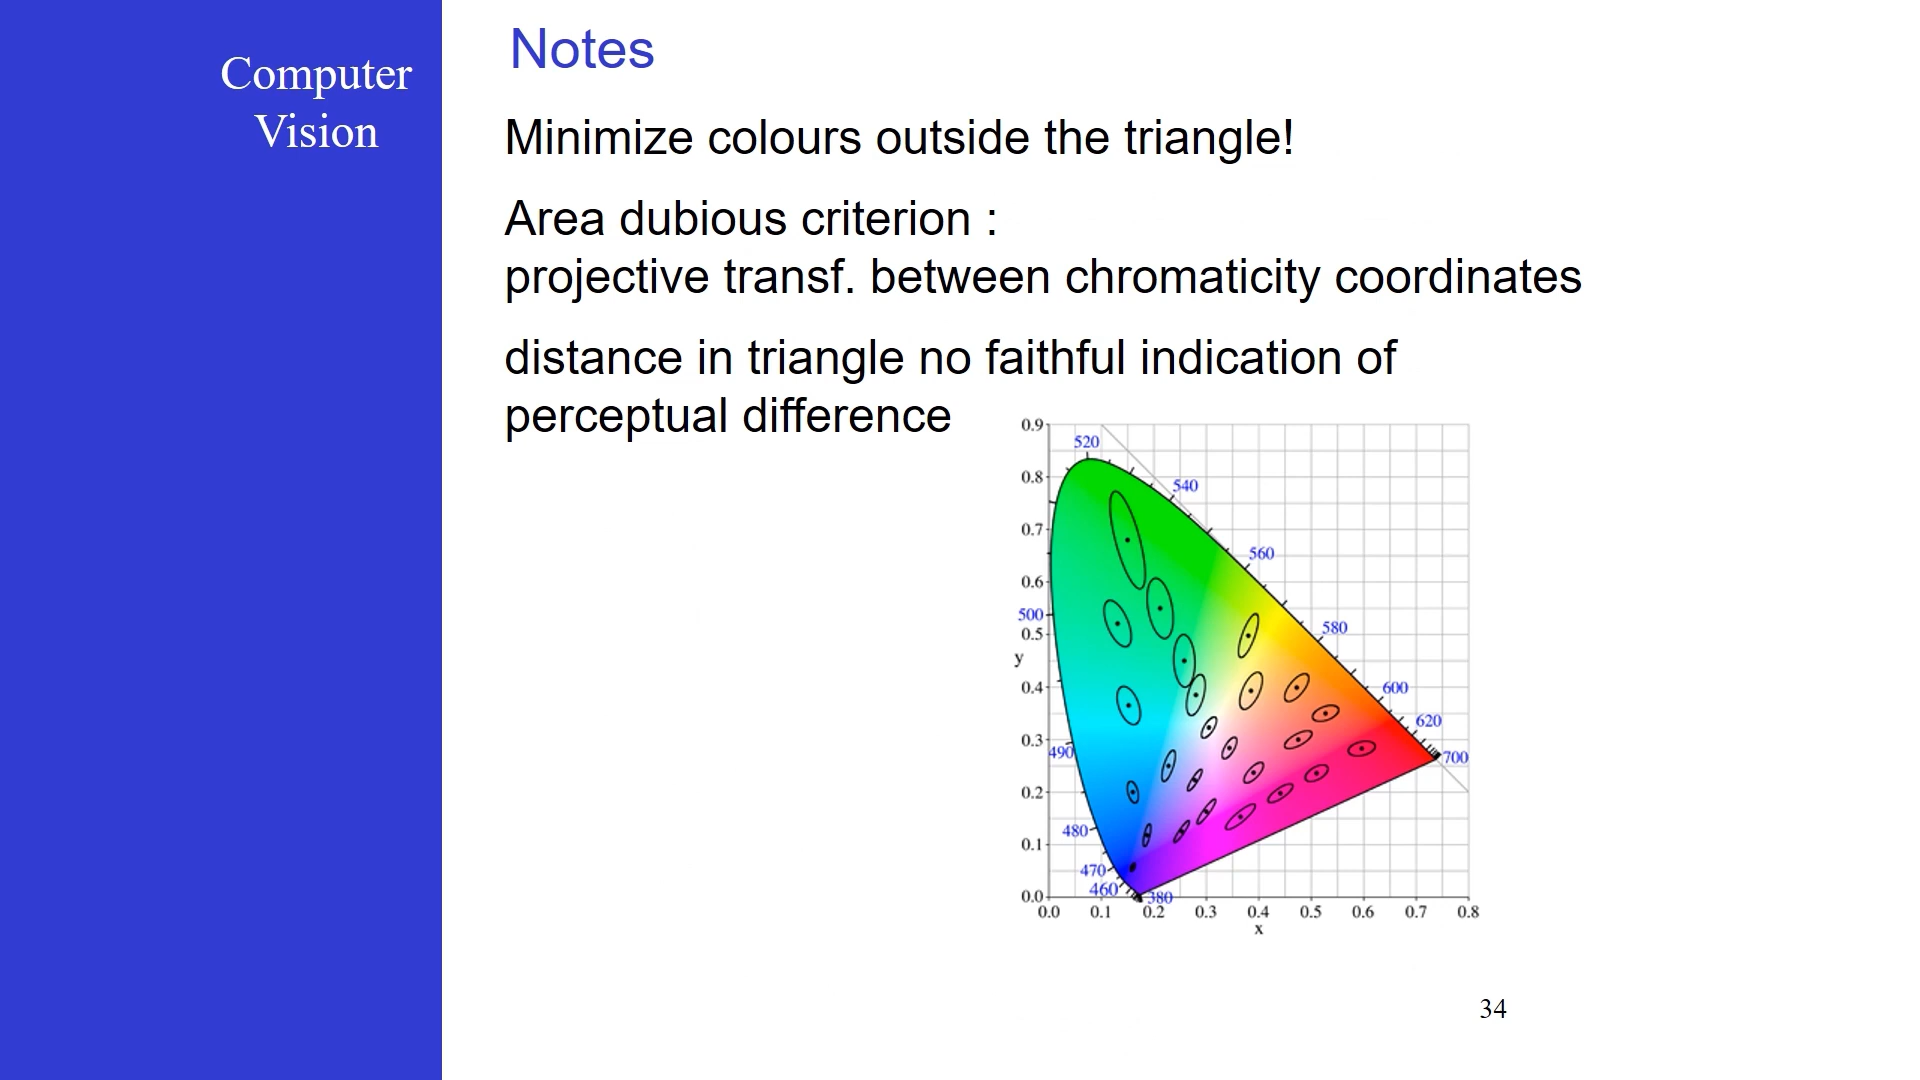 Computer
Vision
Notes
Minimize colours outside the triangle!
Area dubious criterion :
projective transf. between chromaticity coordinates
distance in triangle no faithful indication of
perceptual difference
0.9
520
0.8
540
0.7
560
0.6
500
0.5
580
y
0.4
600
620
0.3
490
700
0.2
480
0.1
470
460
0.0
380
0.0 0.1 0.2 0.3 0.4 0.5 0.6 0.7 0.8
x
34